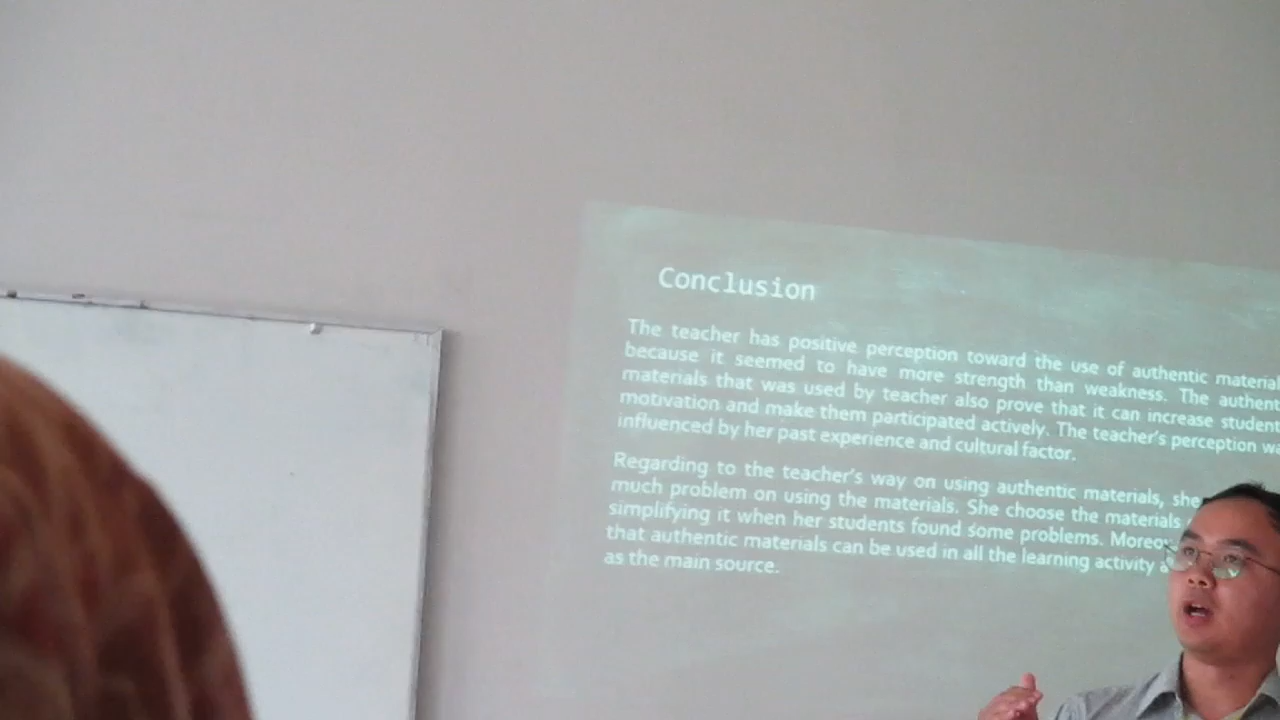 Conclusion
The teacher has positive perception toward the use of authentic material
because it seemed to have more strength than weakness. The authent
materials that was used by teacher also prove that it can increase student
motivation and make them participated actively. The teacher's perception wa
influenced by her past experience and cultural factor.
Regarding to the teacher's way on using authentic materials, she
much problem on using the materials. She choose the materials
simplifying it when her students found some problems. Moreov
that authentic materials can be used in all the learning activity a
as the main source.